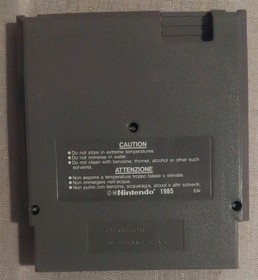 CAUTION
●Do not store in extreme temperatures.
●Do not immerse in water.
●Do not clean with benzene, thinner, alcohol or other such
solvents.
ATTENZIONE
●Non esporre a temperature troppo basse o elevate.
●Non immergere nell'acqua.
●Non pulire con benzina, acquaragia, alcool o altri solventi.
©Nintendo 1985
Nintendo